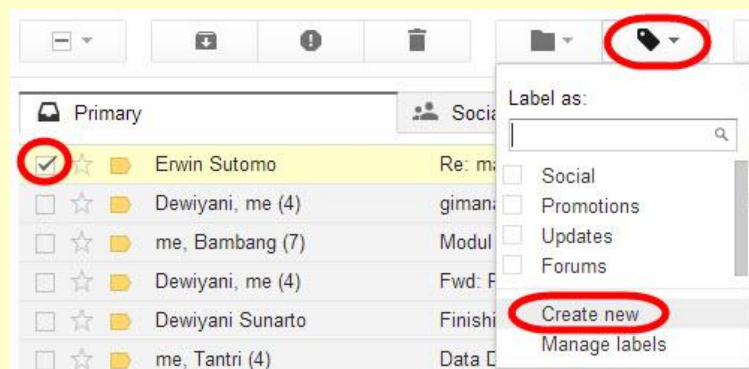 Label as:
Primary
Socia
Erwin Sutomo Re: ma
Social
Dewiyani, me (4) gimana
Promotions
me, Bambang (7) Modul
Updates
Forums
Dewiyani, me (4) Fwd: F
Dewiyani Sunarto Finishi
Create new
Manage labels
me, Tantri (4) Data D